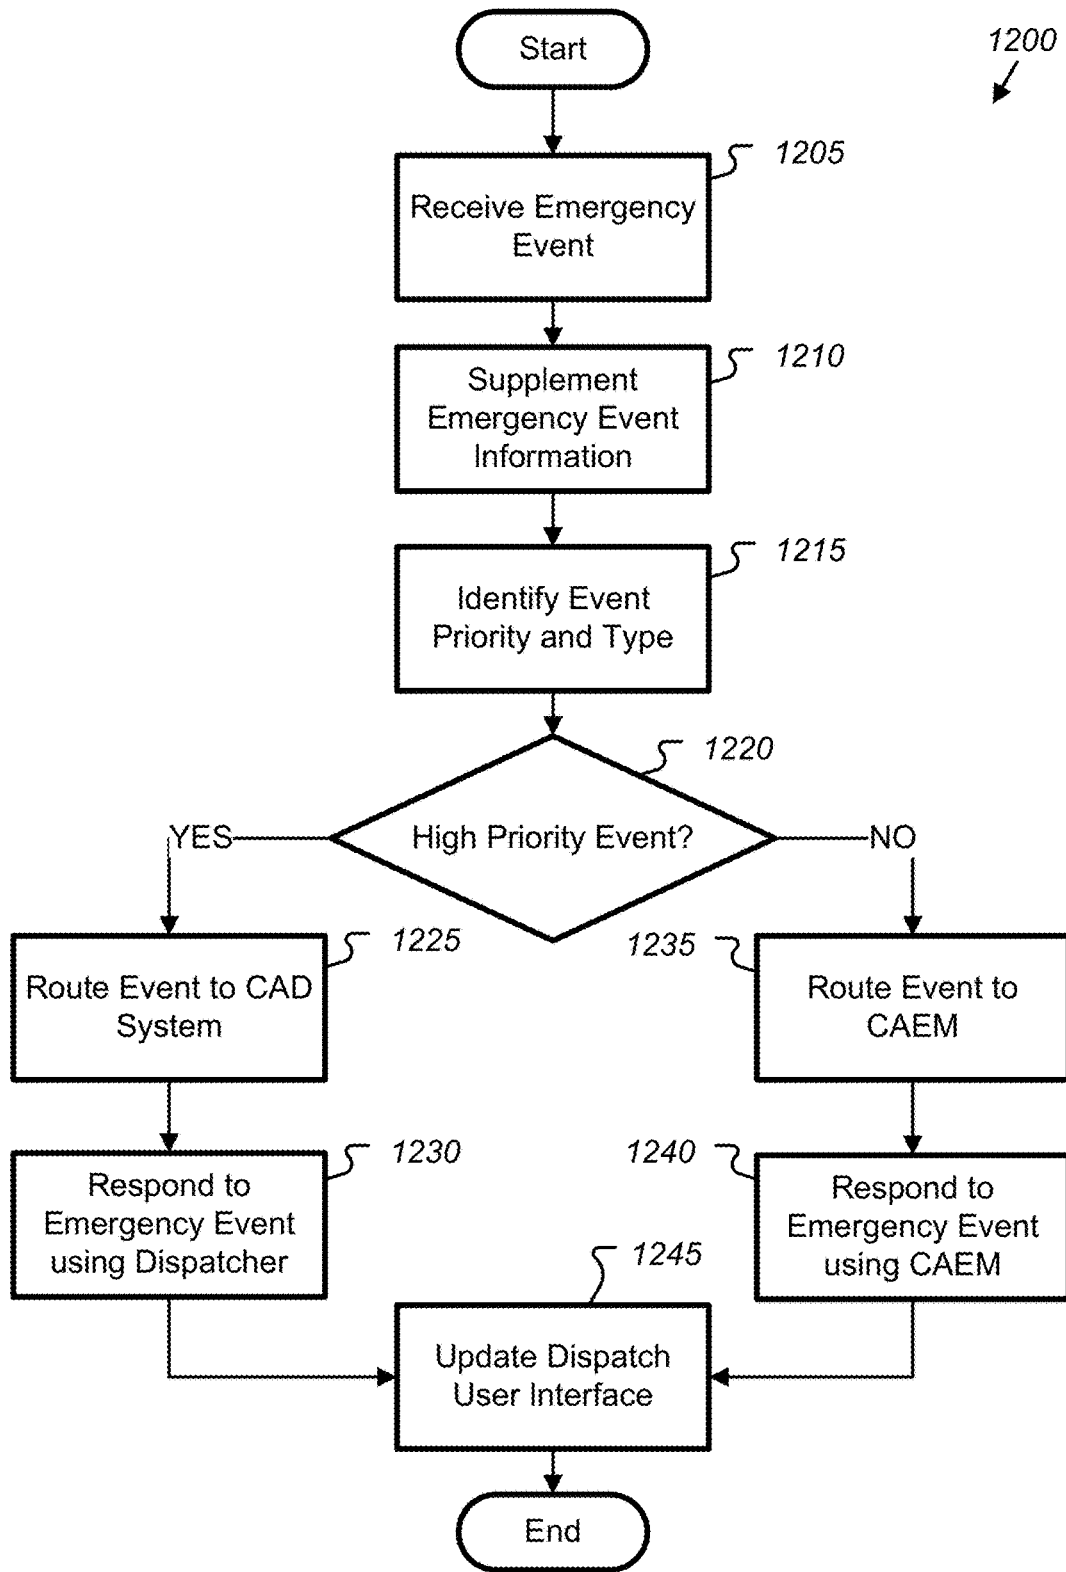 Start
1200
1205
Receive Emergency
Event
1210
Supplement
Emergency Event
Information
1215
Identify Event
Priority and Type
1220
High Priority Event?
YES
NO
1225
Route Event to CAD
System
1235
Route Event to
CAEM
1230
Respond to
Emergency Event
using Dispatcher
1240
Respond to
Emergency Event
using CAEM
1245
Update Dispatch
User Interface
End